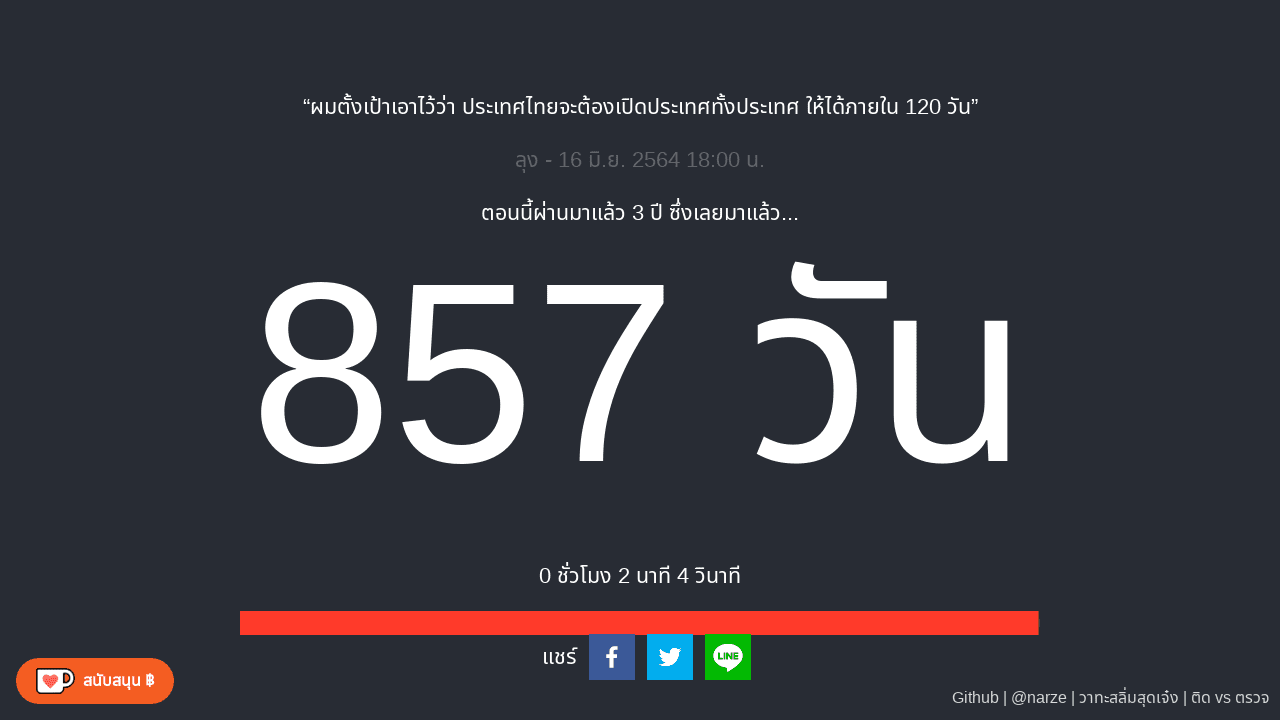 “ผมตั้งเป้าเอาไว้ว่า ประเทศไทยจะต้องเปิดประเทศทั้งประเทศ ให้ได้ภายใน 120 วัน”
ลุง - 16 มิ.ย. 2564 18:00 น.
ตอนนี้ผ่านมาแล้ว 3 ปี ซึ่งเลยมาแล้ว...
857 วัน
0 ชั่วโมง 2 นาที 4 วินาที
แชร์
LINE
สนับสนุน ฿
Github | @narze | วาทะสลิ่มสุดเจ๋ง | ติด vs ตรวจ